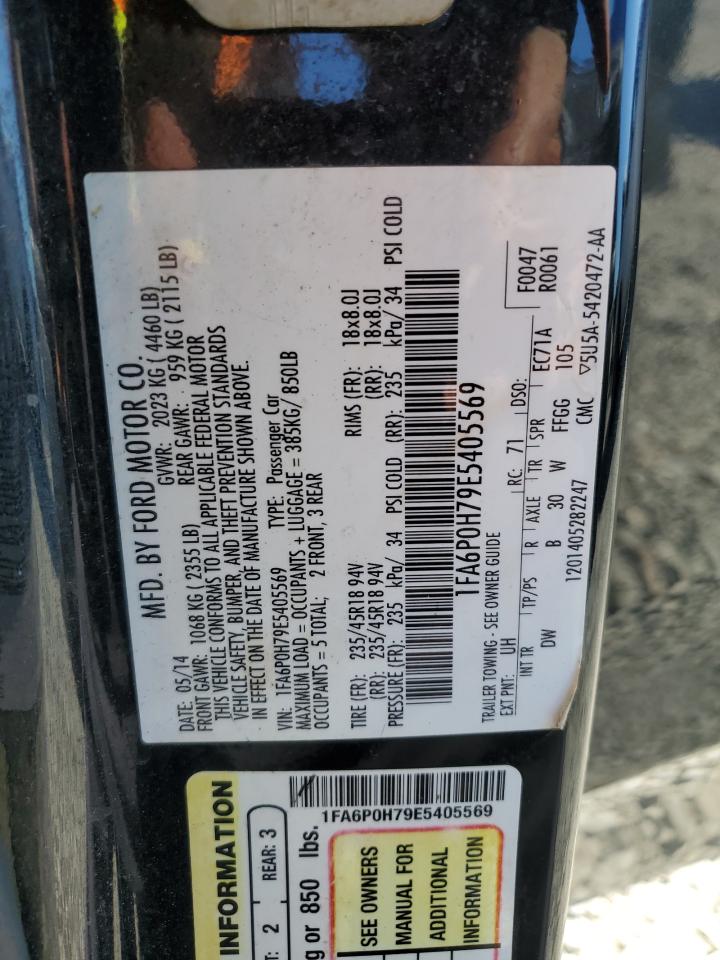 MFD. BY FORD MOTOR CO.
DATE: 05/14 GVWR: 2023 KG ( 4460 LB)
FRONT GAWR: 1068 KG ( 2355 LB) REAR GAWR: 959 KG ( 2115 LB)
THIS VEHICLE CONFORMS TO ALL APPLICABLE FEDERAL MOTOR
VEHICLE SAFETY, BUMPER, AND THEFT PREVENTION STANDARDS
IN EFFECT ON THE DATE OF MANUFACTURE SHOWN ABOVE.
VIN: 1FA6P0H79E5405569 TYPE: Passenger Car
MAXIMUM LOAD = OCCUPANTS + LUGGAGE = 385KG/ 850LB
OCCUPANTS = 5 TOTAL; 2 FRONT, 3 REAR
TIRE (FR): 235/45R18 94V RIMS (FR): 18x8.0J
(RR): 235/45R18 94V (RR): 18x8.0J
PRESSURE (FR): 235 kPa/ 34 PSI COLD (RR): 235 kPa/ 34 PSI COLD
1FA6P0H79E5405569
TRAILER TOWING - SEE OWNER GUIDE
EXT PNT: UH RC: 71 DSO: F0047
R0061
INT TR TP/PS R AXLE TR SPR EC71A
DW B 30 W FFGG 105
1201405282247 CMC ▽5U5A-5420472-AA
INFORMATION
2 REAR: 3
or 850 lbs.
1FA6P0H79E5405569
SEE OWNERS
MANUAL FOR
ADDITIONAL
INFORMATION